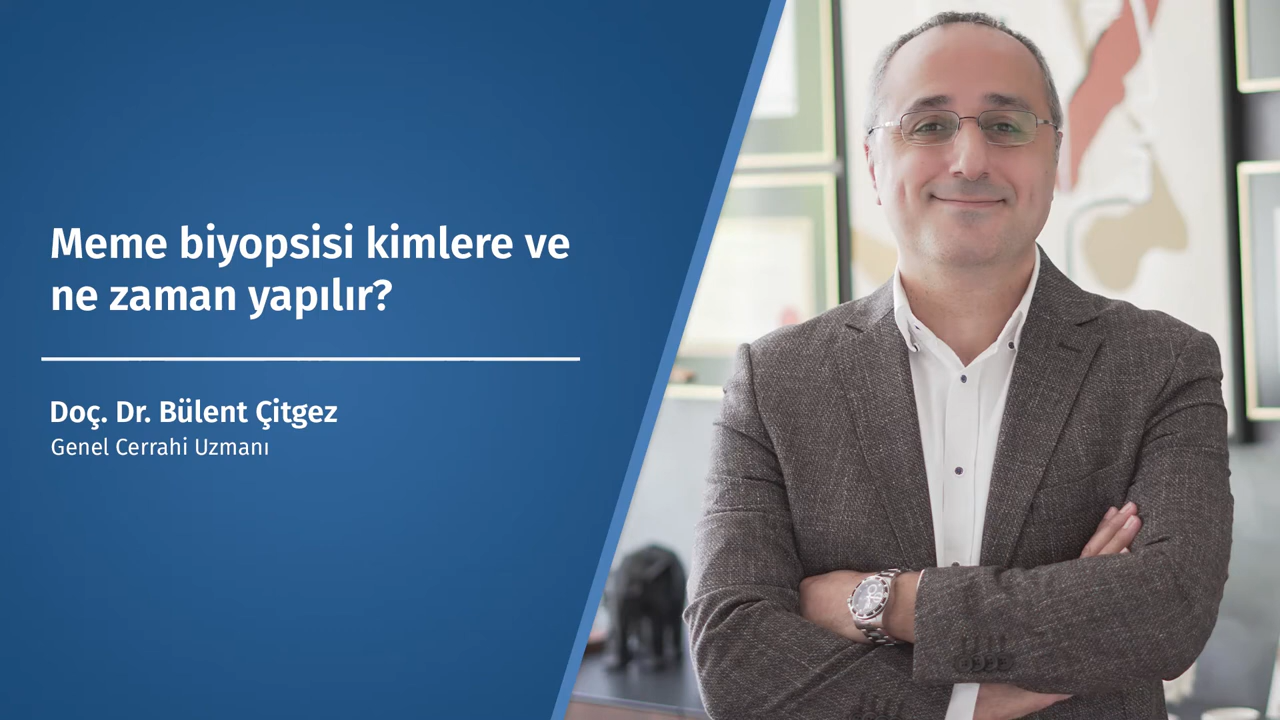 Meme biyopsisi kimlere ve
ne zaman yapılır?
Doç. Dr. Bülent Çitgez
Genel Cerrahi Uzmanı